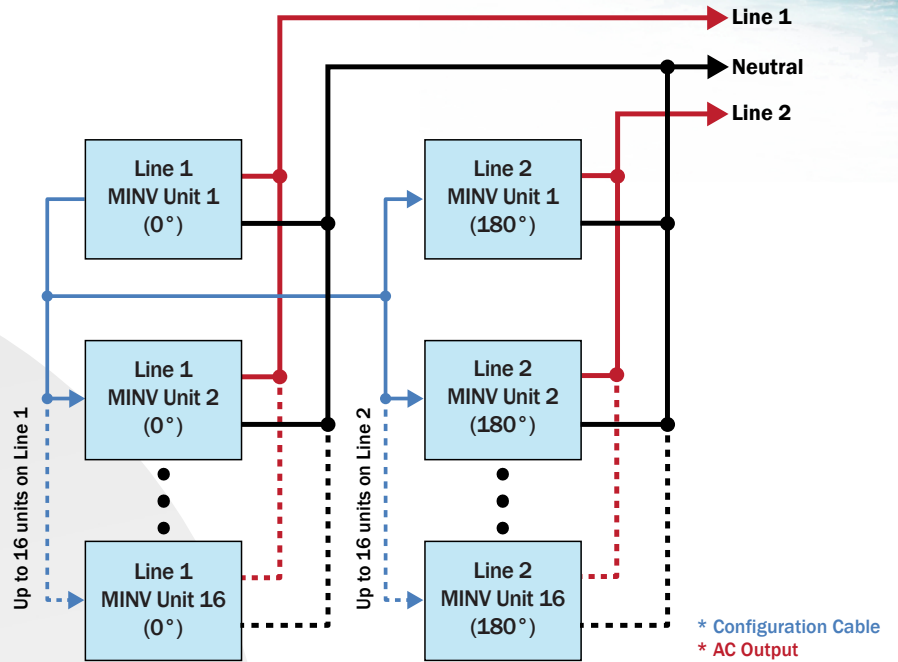 Line 1
Neutral
Line 2
Line 1
MINV Unit 1
(0°)
Line 2
MINV Unit 1
(180°)
Line 1
MINV Unit 2
(0°)
Line 2
MINV Unit 2
(180°)
Up to 16 units on Line 1
Up to 16 units on Line 2
Line 1
MINV Unit 16
(0°)
Line 2
MINV Unit 16
(180°)
* Configuration Cable
* AC Output